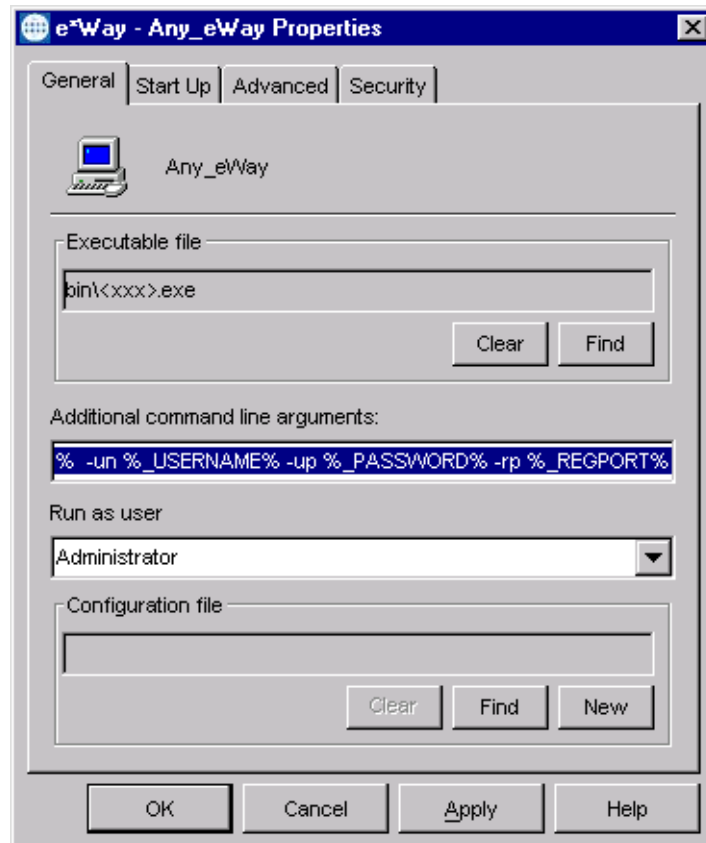 e*Way - Any_eWay Properties
General Start Up Advanced Security
Any_eWay
Executable file
bin\<xxx>.exe
Clear Find
Additional command line arguments:
% -un %_USERNAME% -up %_PASSWORD% -rp %_REGPORT%
Run as user
Administrator
Configuration file
Clear Find New
OK Cancel Apply Help